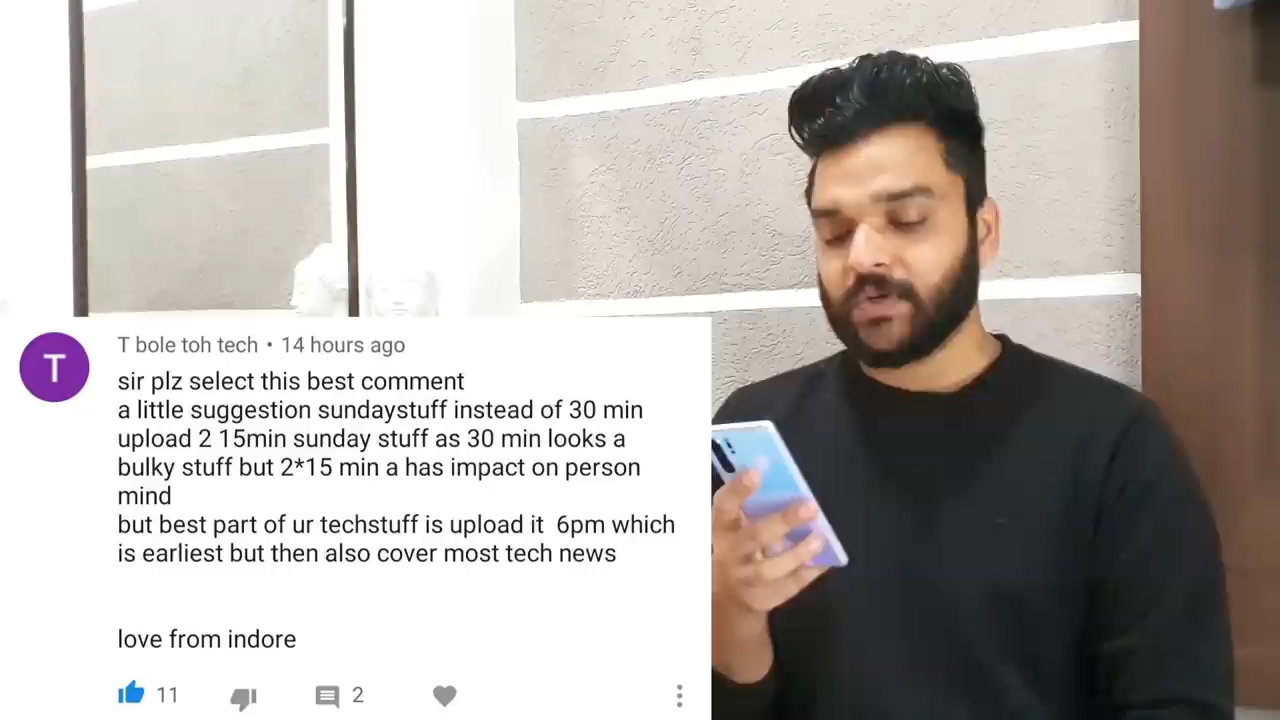 T
T bole toh tech • 14 hours ago
sir plz select this best comment
a little suggestion sundaystuff instead of 30 min
upload 2 15min sunday stuff as 30 min looks a
bulky stuff but 2*15 min a has impact on person
mind
but best part of ur techstuff is upload it  6pm which
is earliest but then also cover most tech news
love from indore
11
2